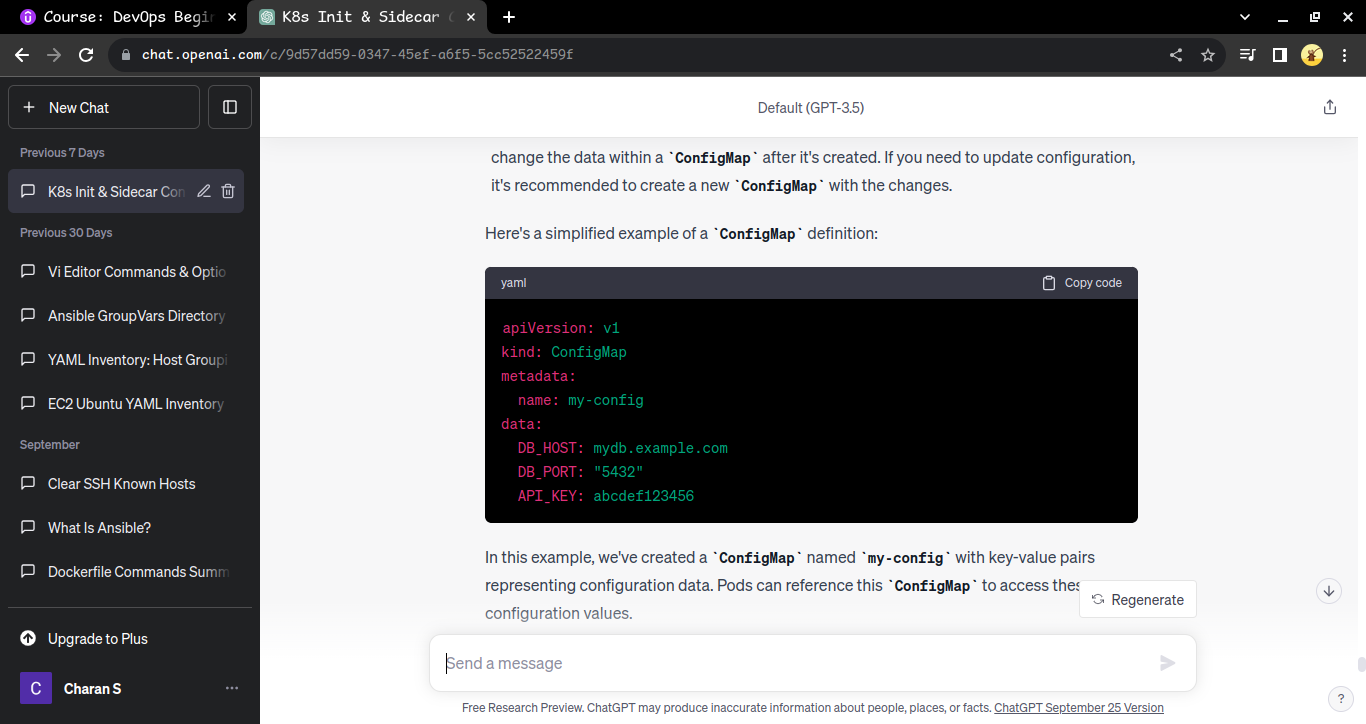 Course: DevOps Begi
K8s Init & Sidecar
chat.openai.com/c/9d57dd59-0347-45ef-a6f5-5cc52522459f
New Chat
Previous 7 Days
K8s Init & Sidecar Con
Previous 30 Days
Vi Editor Commands & Optio
Ansible GroupVars Directory
YAML Inventory: Host Groupi
EC2 Ubuntu YAML Inventory
September
Clear SSH Known Hosts
What Is Ansible?
Dockerfile Commands Summ
Upgrade to Plus
C
Charan S
Default (GPT-3.5)
change the data within a `ConfigMap` after it's created. If you need to update configuration,
it's recommended to create a new `ConfigMap` with the changes.
Here's a simplified example of a `ConfigMap` definition:
yaml
Copy code
apiVersion: v1
kind: ConfigMap
metadata:
  name: my-config
data:
  DB_HOST: mydb.example.com
  DB_PORT: "5432"
  API_KEY: abcdef123456
In this example, we've created a `ConfigMap` named `my-config` with key-value pairs
representing configuration data. Pods can reference this `ConfigMap` to access thes
configuration values.
Regenerate
Send a message
Free Research Preview. ChatGPT may produce inaccurate information about people, places, or facts. ChatGPT September 25 Version
?